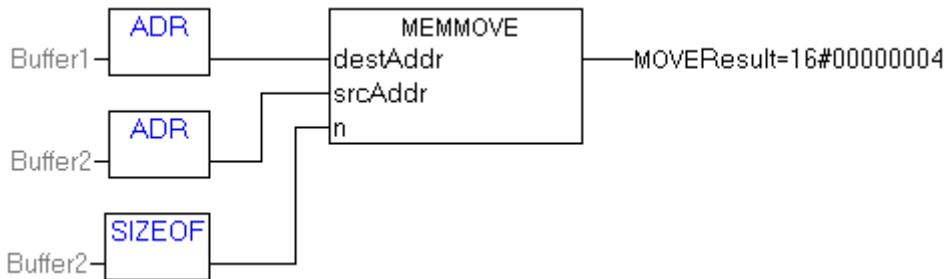 ADR
MEMMOVE
Buffer1
destAddr
MOVEResult=16#00000004
srcAddr
ADR
n
Buffer2
SIZEOF
Buffer2